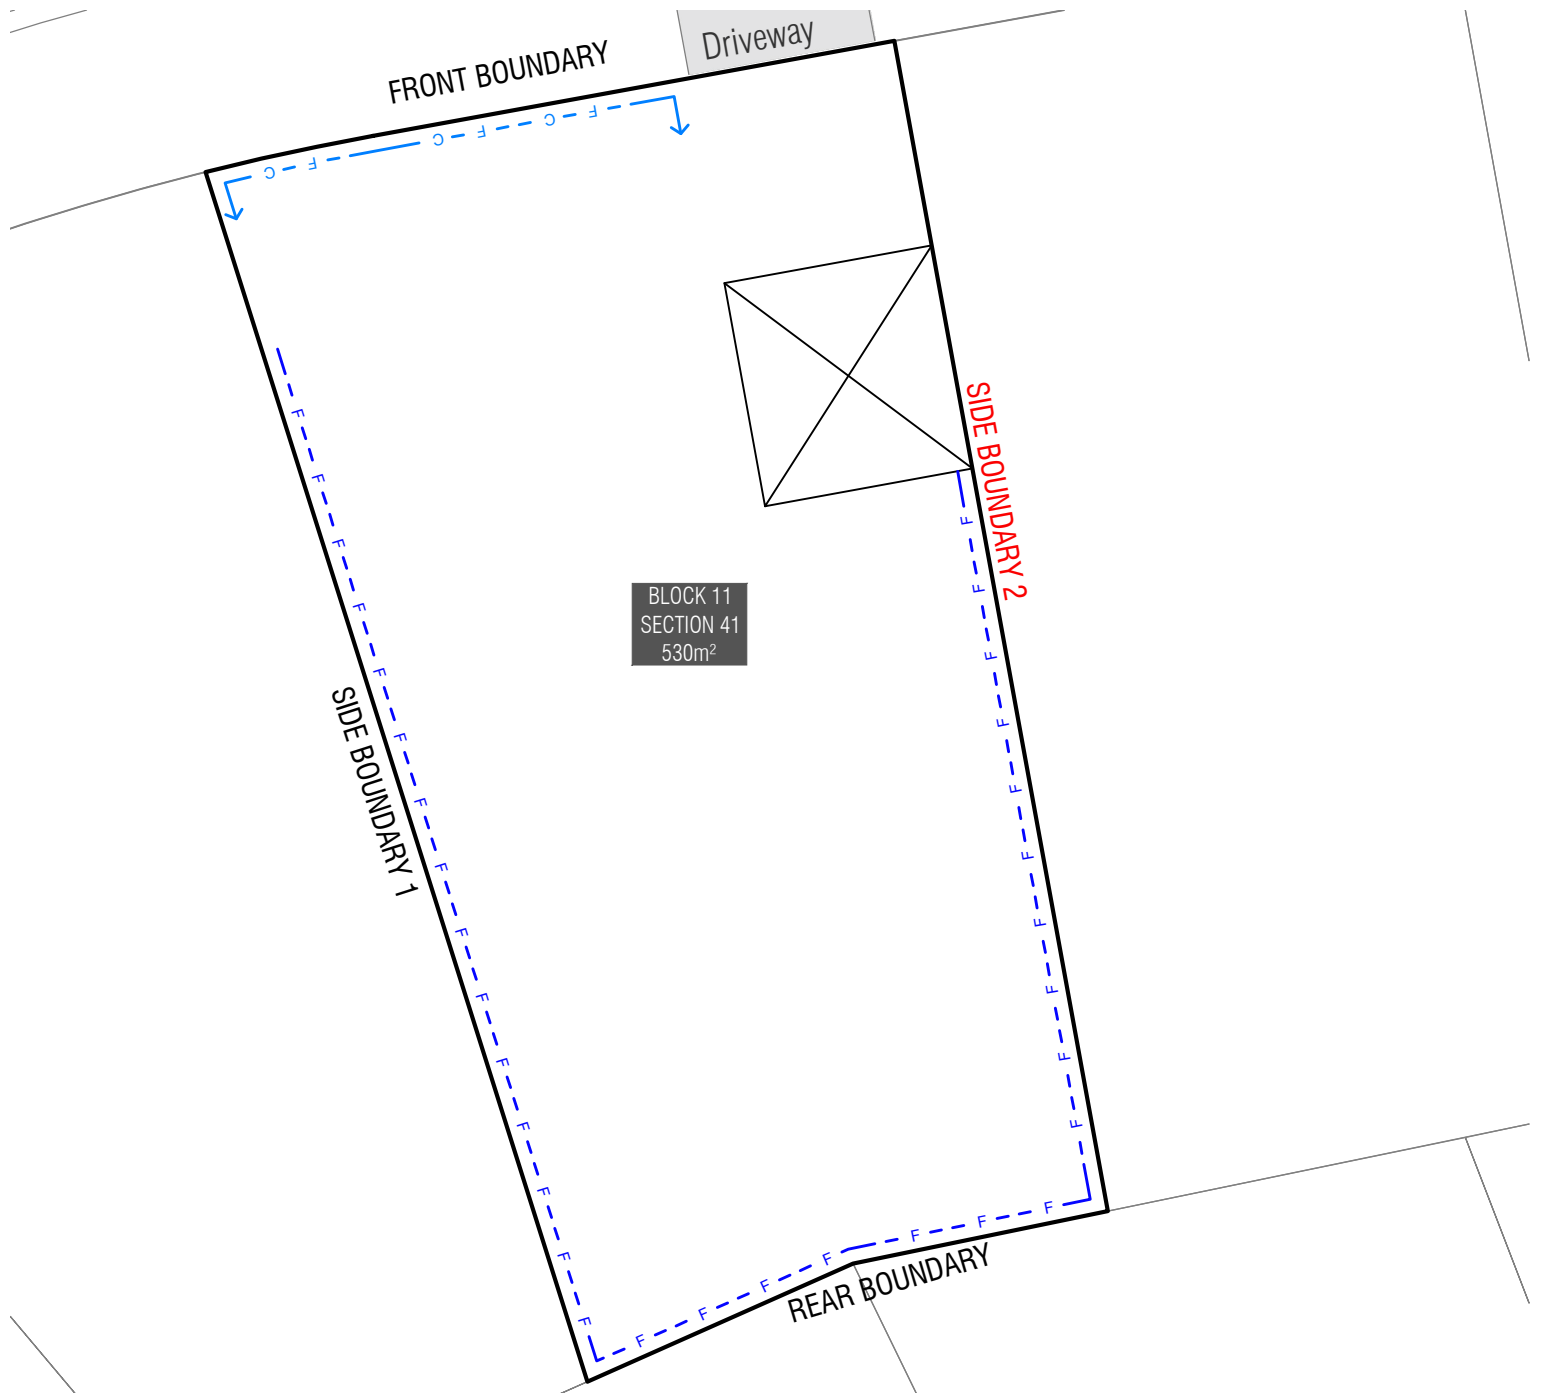 Driveway
FRONT BOUNDARY
F C F C F C
SIDE BOUNDARY 2
BLOCK 11
SECTION 41
530m²
SIDE BOUNDARY 1
F F F F F F F F F F F F F F F
F F F F F F F F F F
F F F F F F F
REAR BOUNDARY